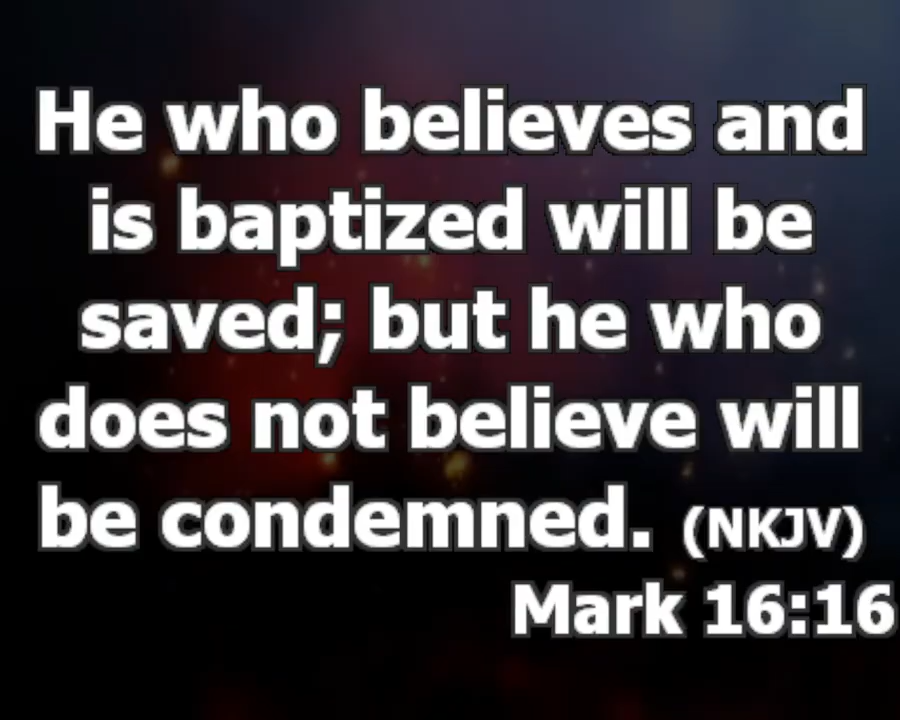 He who believes and
is baptized will be
saved; but he who
does not believe will
be condemned. (NKJV)
Mark 16:16